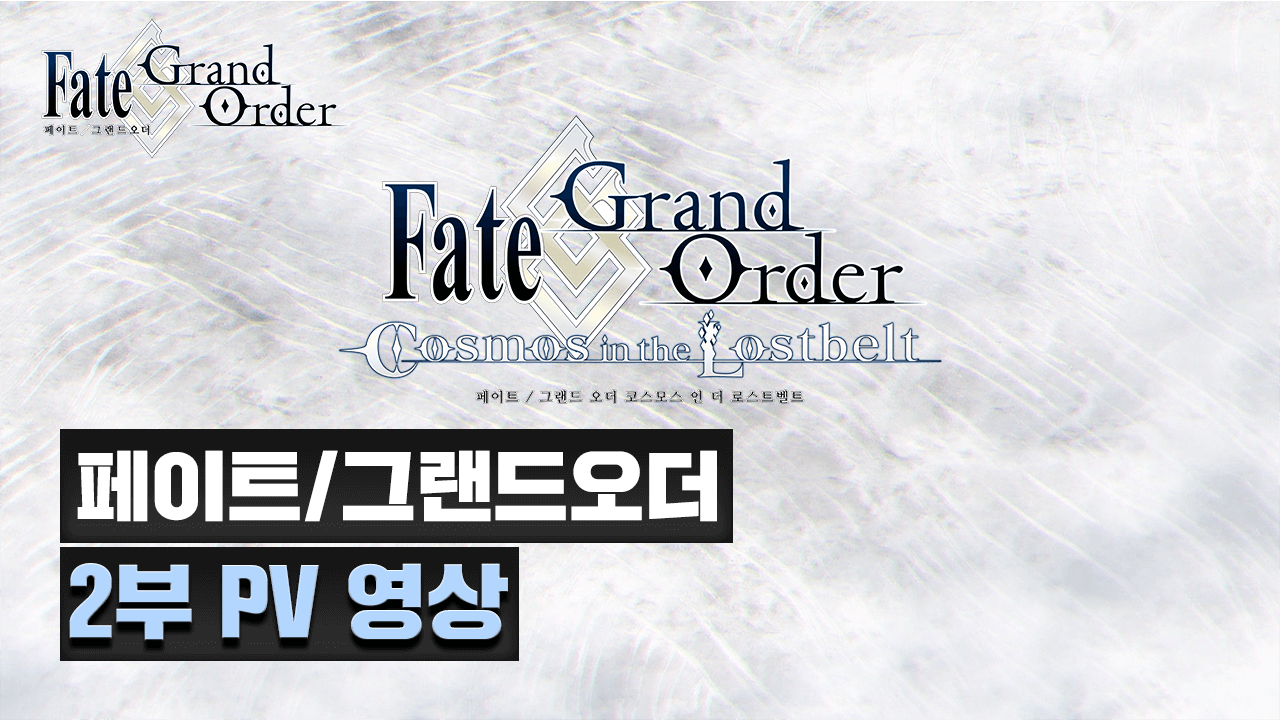 Fate Grand Order
페이트 그랜드오더
Fate Grand Order
Cosmos in the Lostbelt
페이트 / 그랜드 오더 코스모스 인 더 로스트벨트
페이트/그랜드오더
2부 PV 영상